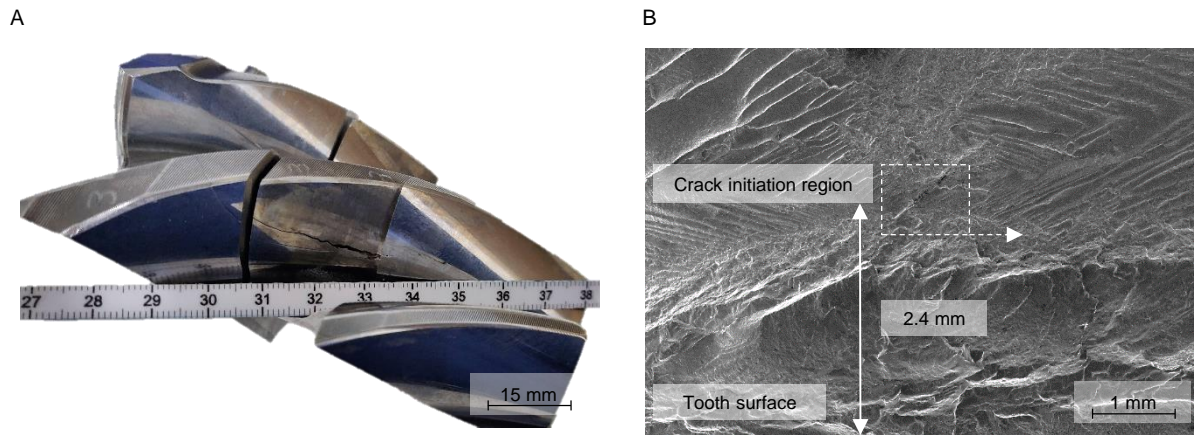 A
B
27 28 29 30 31 32 33 34 35 36 37 38
15 mm
Crack initiation region
2.4 mm
Tooth surface
1 mm